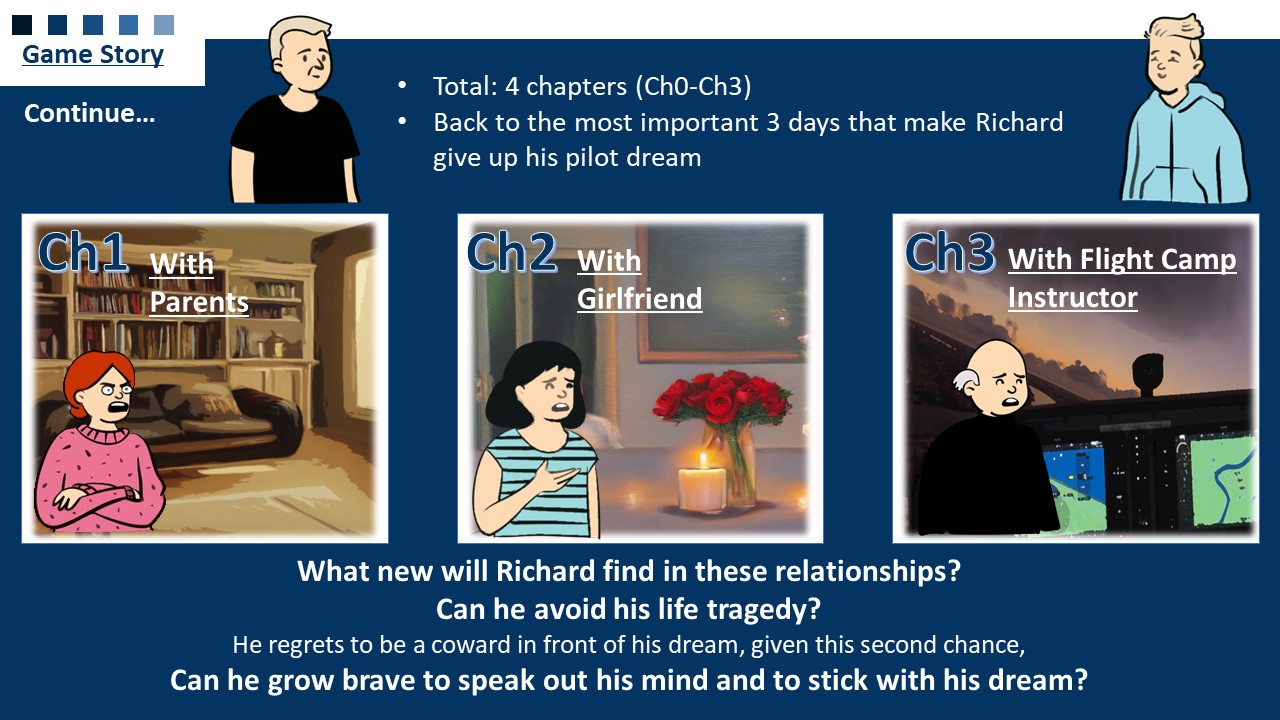 Game Story
Continue…
• Total: 4 chapters (Ch0-Ch3)
• Back to the most important 3 days that make Richard
give up his pilot dream
Ch1
With
Parents
Ch2
With
Girlfriend
Ch3
With Flight Camp
Instructor
What new will Richard find in these relationships?
Can he avoid his life tragedy?
He regrets to be a coward in front of his dream, given this second chance,
Can he grow brave to speak out his mind and to stick with his dream?